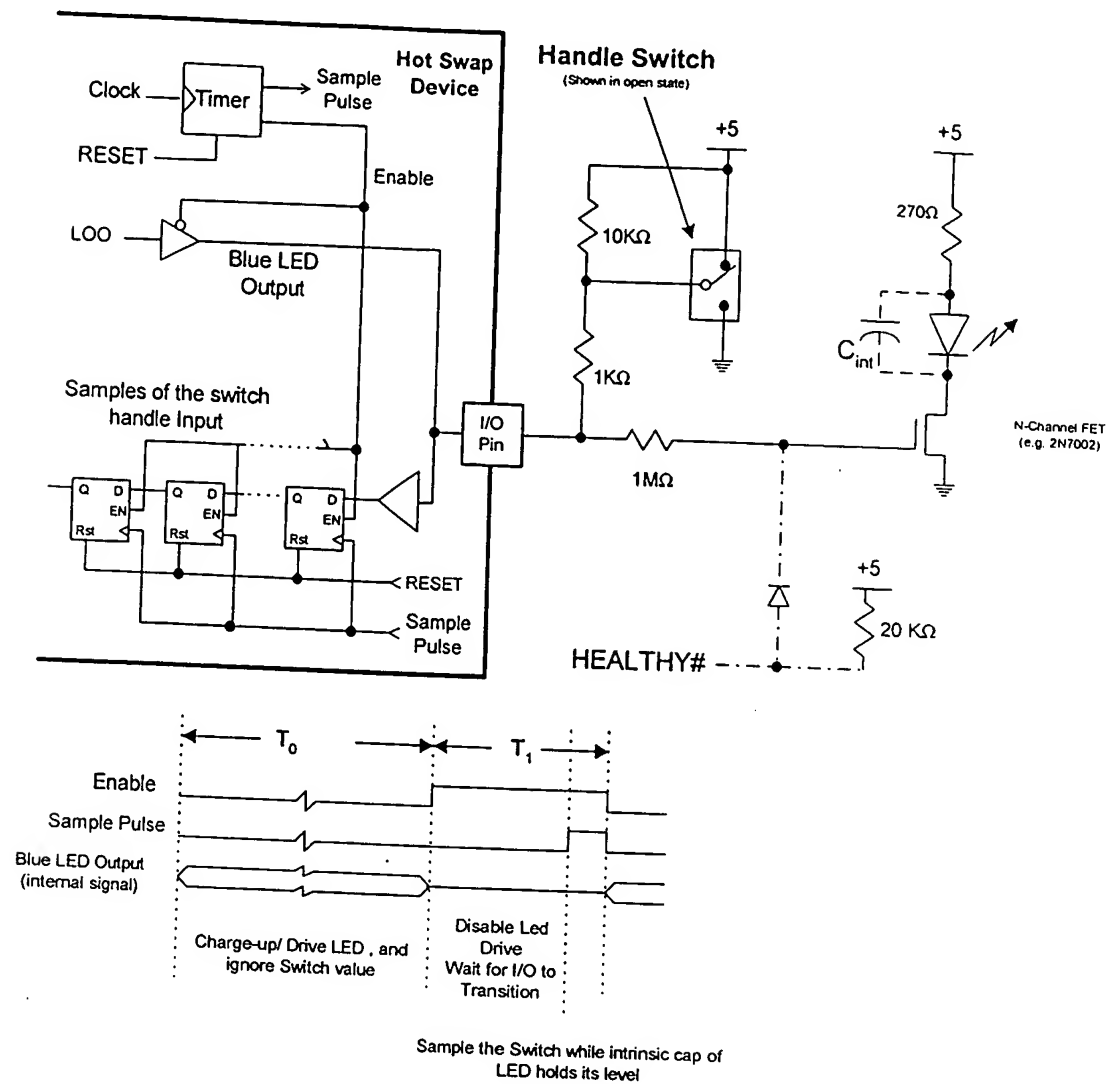 Hot Swap
Device
Clock
Timer
Sample
Pulse
RESET
Enable
LOO
Blue LED
Output
Samples of the switch
handle Input
Q D
EN
Rst
Q D
EN
Rst
Q D
EN
Rst
RESET
Sample
Pulse
I/O
Pin
Handle Switch
(Shown in open state)
+5
10KΩ
1KΩ
1MΩ
+5
270Ω
Cint
N-Channel FET
(e.g. 2N7002)
+5
20 KΩ
HEALTHY#
T0
T1
Enable
Sample Pulse
Blue LED Output
(internal signal)
Charge-up/ Drive LED , and
ignore Switch value
Disable Led
Drive
Wait for I/O to
Transition
Sample the Switch while intrinsic cap of
LED holds its level